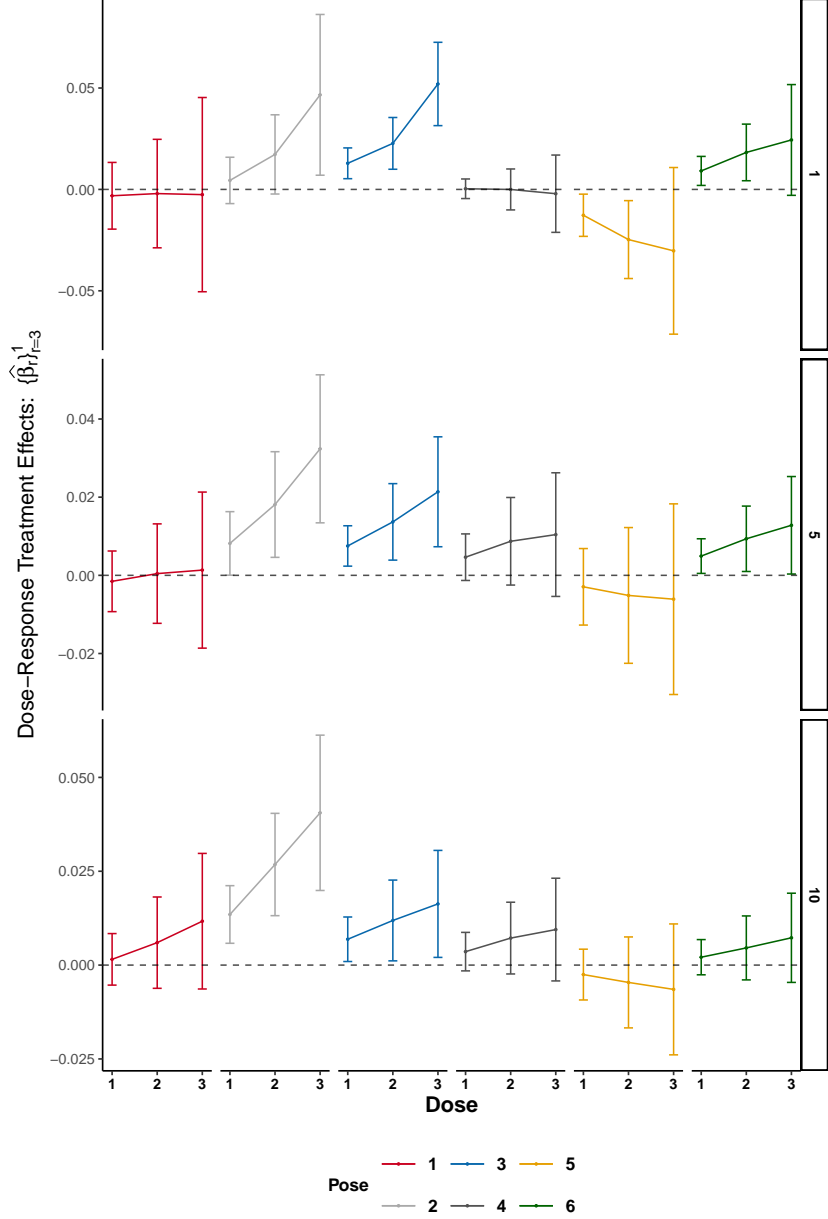 Dose−Response Treatment Effects: {β̂r}¹r=3
0.05
0.00
−0.05
1
0.04
0.02
0.00
−0.02
5
0.050
0.025
0.000
−0.025
10
1 2 3 1 2 3 1 2 3 1 2 3 1 2 3 1 2 3
Dose
Pose
1 3 5
2 4 6